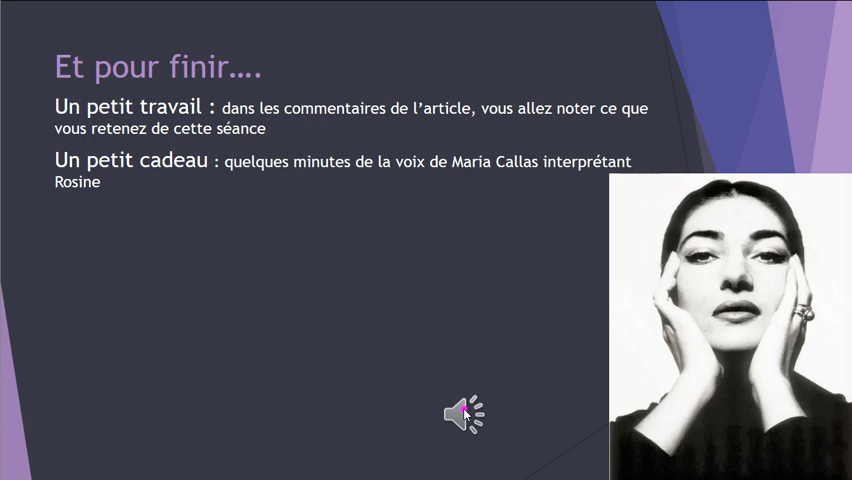 Et pour finir….
Un petit travail : dans les commentaires de l’article, vous allez noter ce que
vous retenez de cette séance
Un petit cadeau : quelques minutes de la voix de Maria Callas interprétant
Rosine